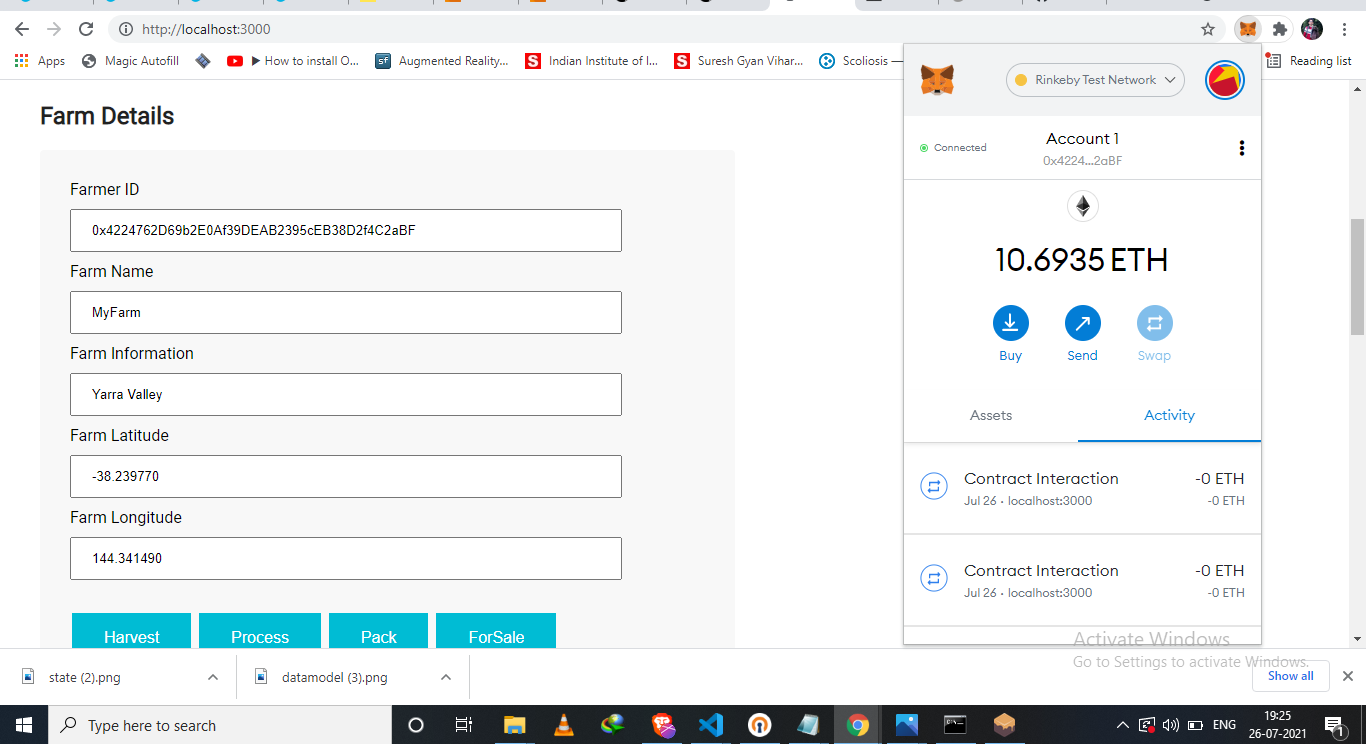 http://localhost:3000
Apps
Magic Autofill
▶ How to install O...
sf
Augmented Reality...
S
Indian Institute of I...
S
Suresh Gyan Vihar...
Scoliosis —
Reading list
Farm Details
Farmer ID
0x4224762D69b2E0Af39DEAB2395cEB38D2f4C2aBF
Farm Name
MyFarm
Farm Information
Yarra Valley
Farm Latitude
-38.239770
Farm Longitude
144.341490
Harvest
Process
Pack
ForSale
Rinkeby Test Network
Connected
Account 1
0x4224...2aBF
10.6935 ETH
Buy
Send
Swap
Assets
Activity
Contract Interaction
-0 ETH
Jul 26 · localhost:3000
-0 ETH
Contract Interaction
-0 ETH
Jul 26 · localhost:3000
-0 ETH
Activate Windows
Go to Settings to activate Windows.
state (2).png
datamodel (3).png
Show all
Type here to search
ENG
19:25
26-07-2021
1